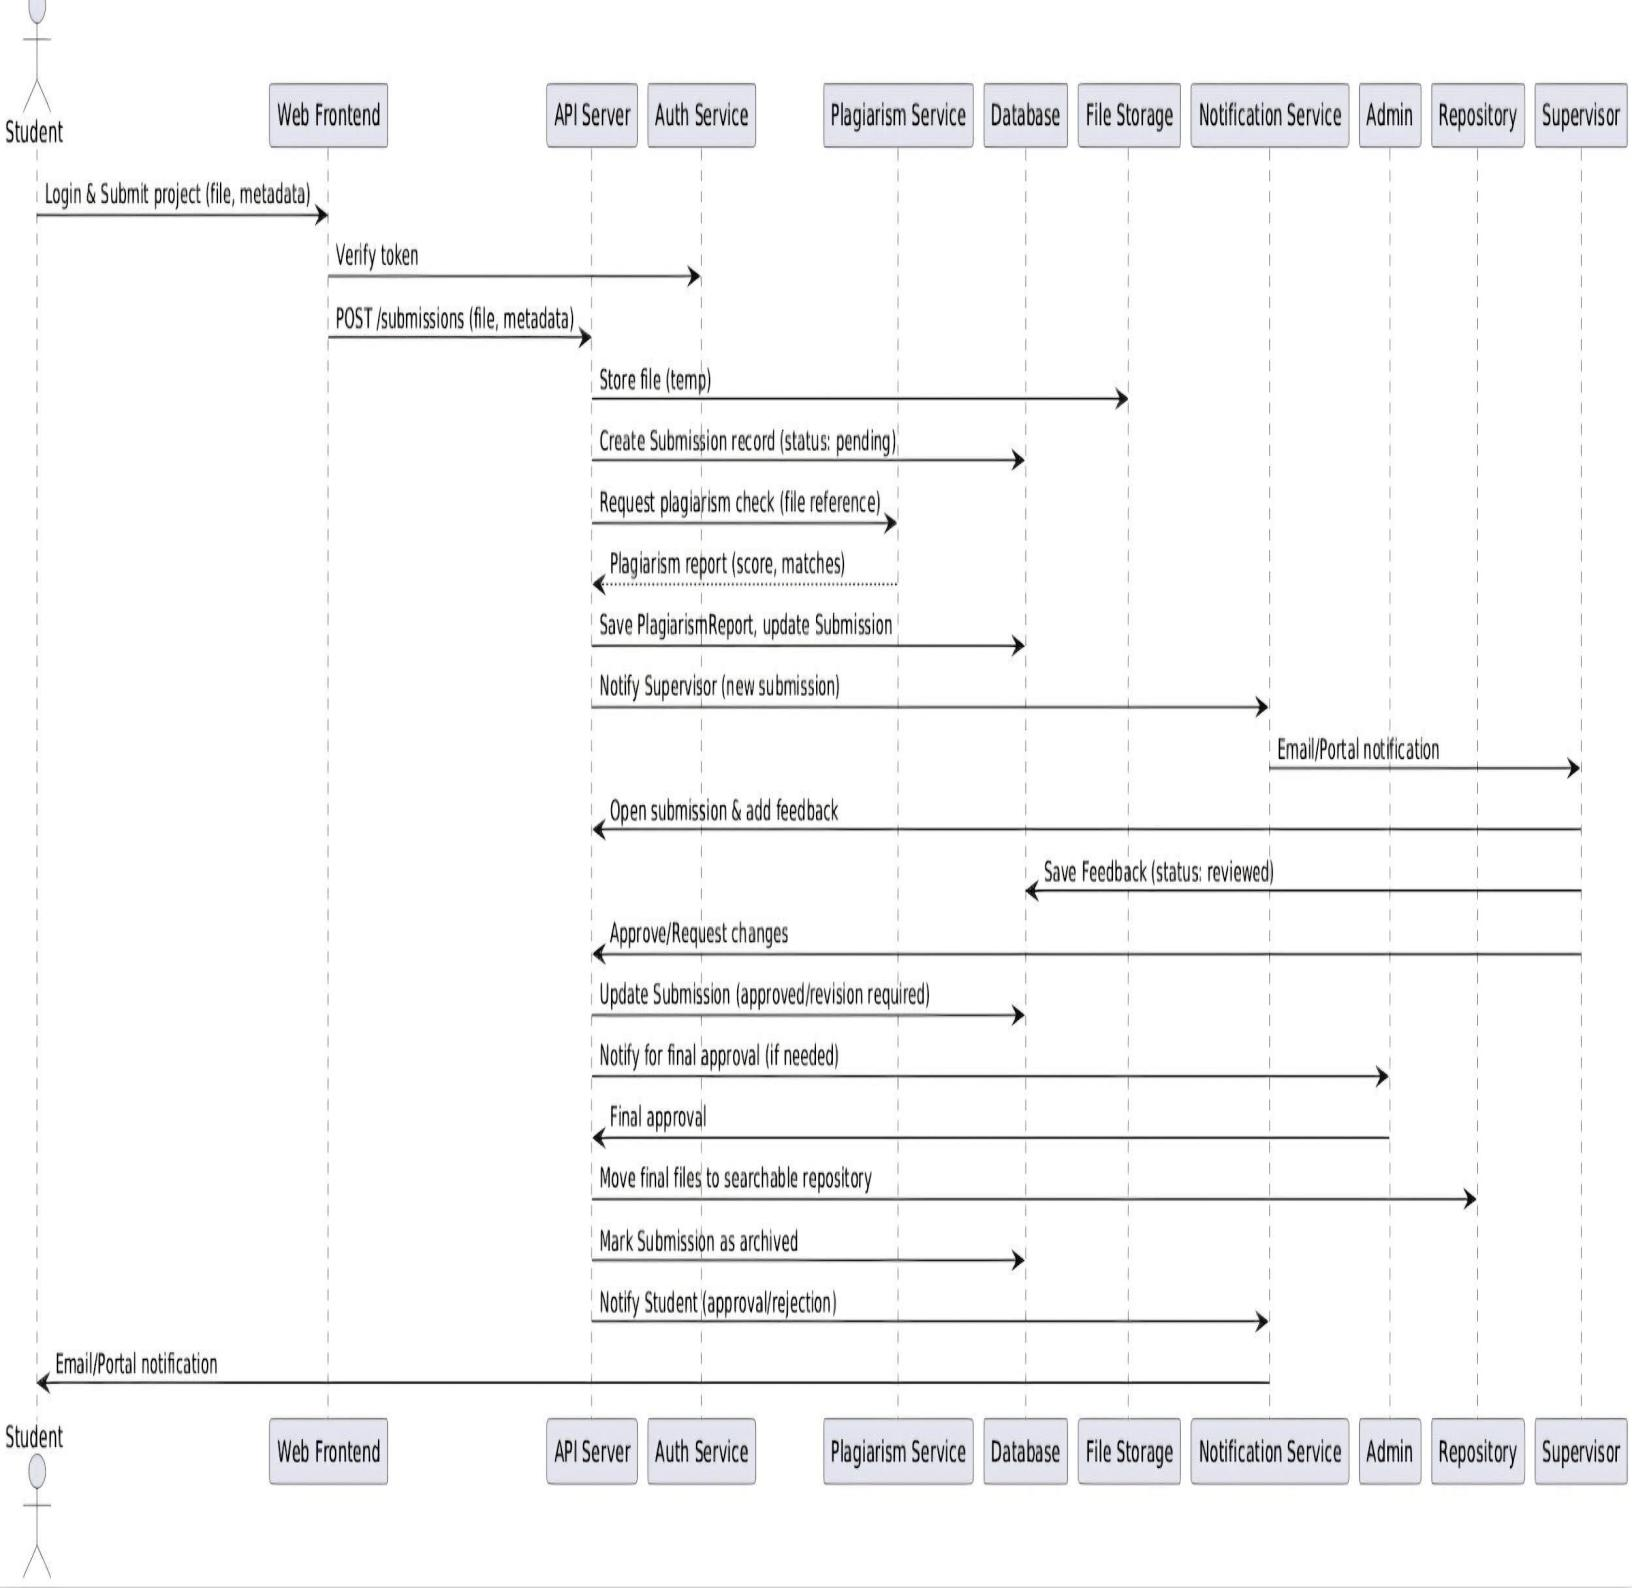 Student
Web Frontend
API Server
Auth Service
Plagiarism Service
Database
File Storage
Notification Service
Admin
Repository
Supervisor
Login & Submit project (file, metadata)
Verify token
POST /submissions (file, metadata)
Store file (temp)
Create Submission record (status: pending)
Request plagiarism check (file reference)
Plagiarism report (score, matches)
Save PlagiarismReport, update Submission
Notify Supervisor (new submission)
Email/Portal notification
Open submission & add feedback
Save Feedback (status: reviewed)
Approve/Request changes
Update Submission (approved/revision required)
Notify for final approval (if needed)
Final approval
Move final files to searchable repository
Mark Submission as archived
Notify Student (approval/rejection)
Email/Portal notification
Student
Web Frontend
API Server
Auth Service
Plagiarism Service
Database
File Storage
Notification Service
Admin
Repository
Supervisor